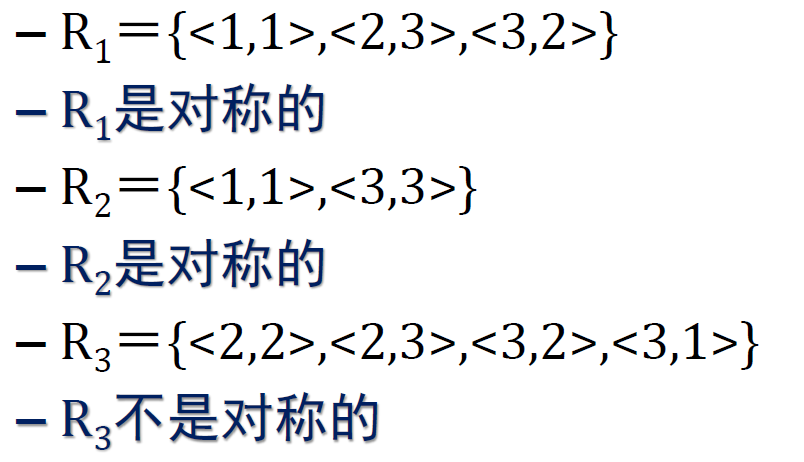 – R₁＝{<1,1>,<2,3>,<3,2>}
– R₁是对称的
– R₂＝{<1,1>,<3,3>}
– R₂是对称的
– R₃＝{<2,2>,<2,3>,<3,2>,<3,1>}
– R₃不是对称的